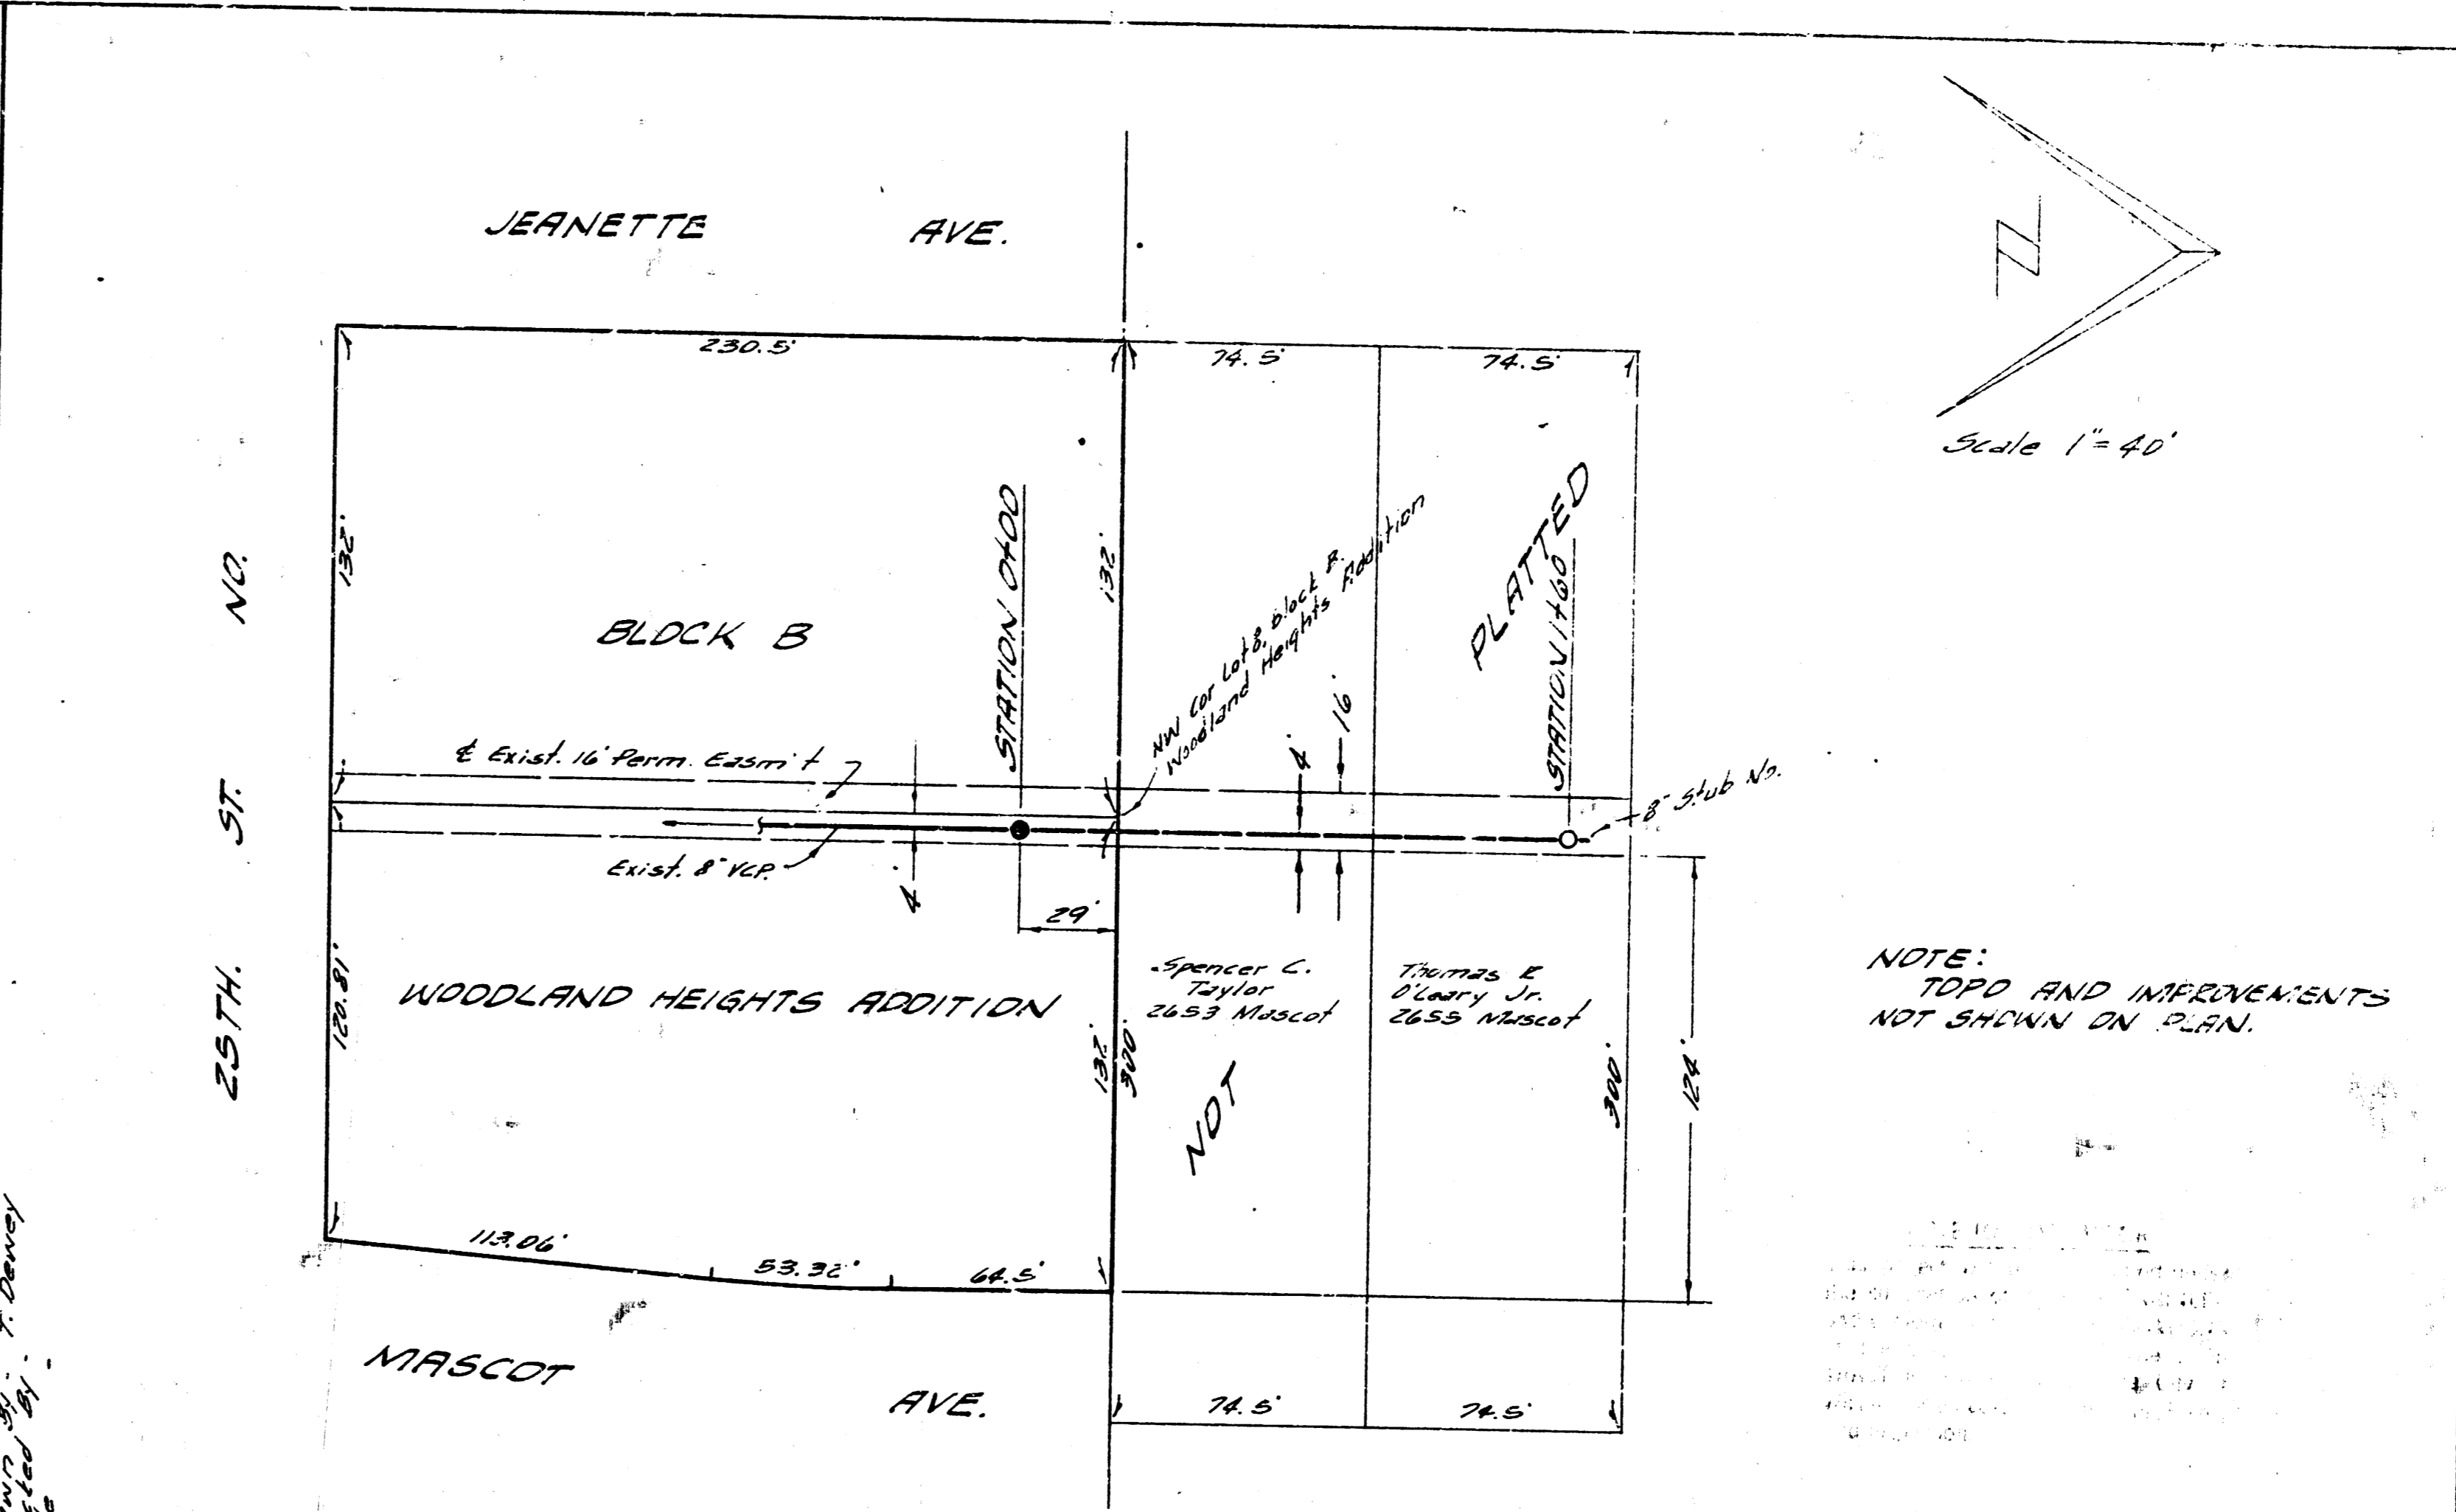 JEANETTE AVE.
N
Scale 1"= 40'
230.5'
74.5'
74.5'
132'
132'
STATION 0+00
BLOCK B
NW Cor Lot 8, Block
Woodland Heights Addition
PLATTED
STATION 1+60
16'
4'
8" Stub No.
25TH. ST. NO.
℄ Exist. 16' Perm. Easm't
Exist. 8" VCP.
4'
29'
120.81'
WOODLAND HEIGHTS ADDITION
Spencer C.
Taylor
2653 Mascot
Thomas
O'Leary Jr.
2655 Mascot
NOTE:
TOPO AND IMPROVEMENTS
NOT SHOWN ON PLAN.
132'
300'
NOT
300'
124'
113.06'
53.32'
64.5'
MASCOT AVE.
74.5'
74.5'
T. Dewey
By -